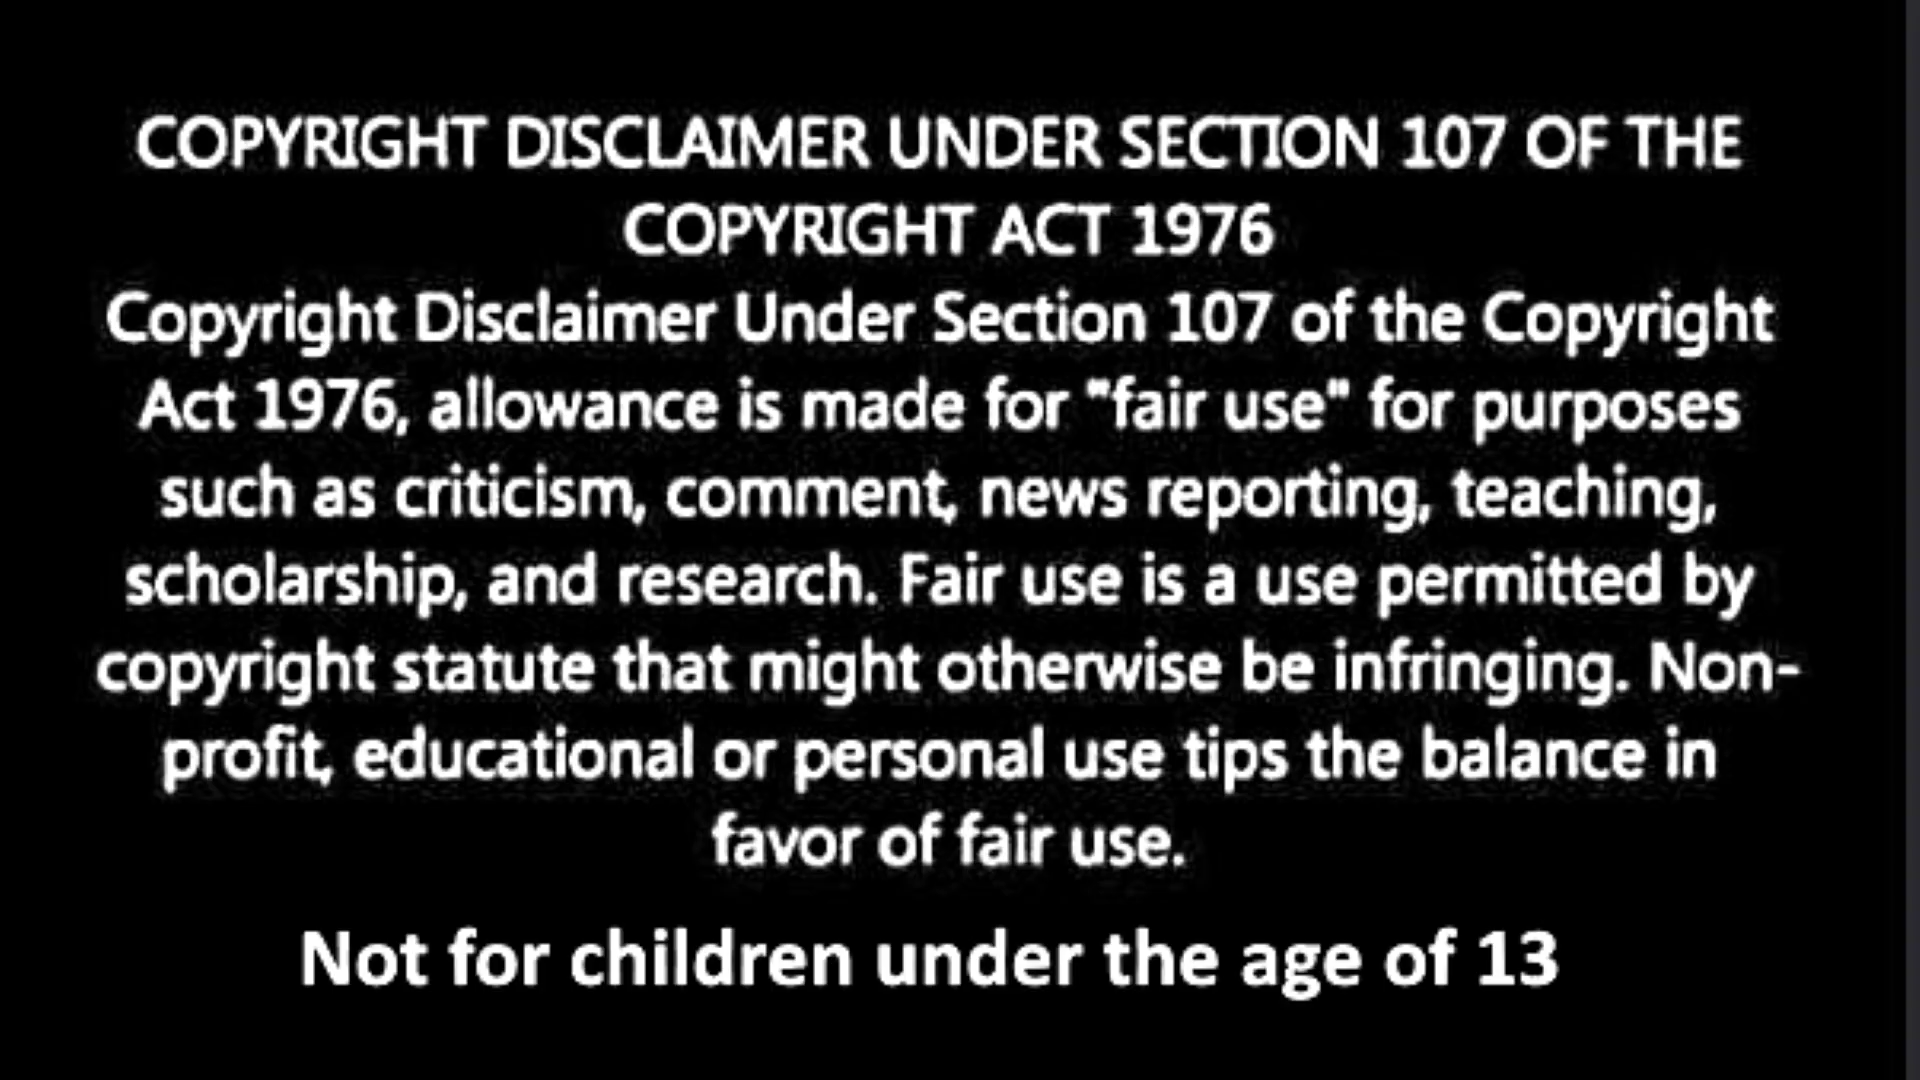 COPYRIGHT DISCLAIMER UNDER SECTION 107 OF THE
COPYRIGHT ACT 1976
Copyright Disclaimer Under Section 107 of the Copyright
Act 1976, allowance is made for "fair use" for purposes
such as criticism, comment, news reporting, teaching,
scholarship, and research. Fair use is a use permitted by
copyright statute that might otherwise be infringing. Non-
profit, educational or personal use tips the balance in
favor of fair use.
Not for children under the age of 13